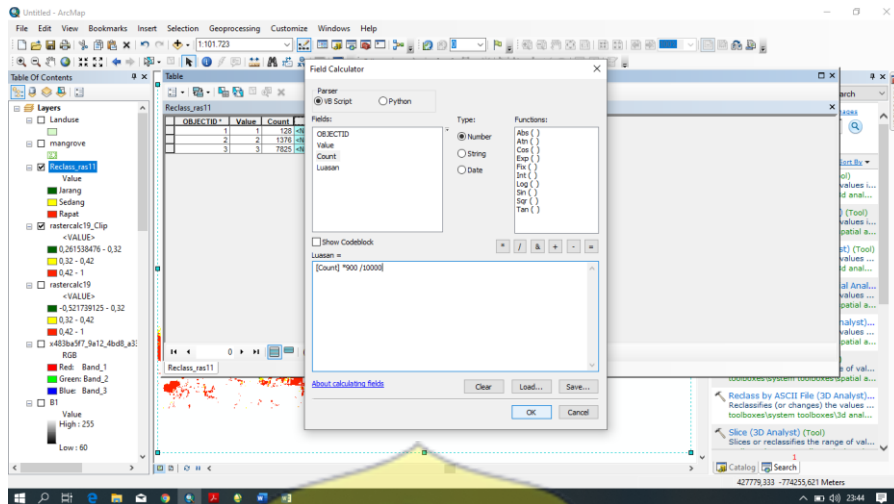 Untitled - ArcMap
File Edit View Bookmarks Insert Selection Geoprocessing Customize Windows Help
1:101.723
Table Of Contents
Layers
Landuse
mangrove
Reclass_ras11
Value
Jarang
Sedang
Rapat
rastercalc19_Clip
<VALUE>
0,261538476 - 0,32
0,32 - 0,42
0,42 - 1
rastercalc19
<VALUE>
-0,521739125 - 0,32
0,32 - 0,42
0,42 - 1
RGB
Red: Band_1
Green: Band_2
Blue: Band_3
B1
Value
High : 255
Low : 60
Table
Reclass_ras11
OBJECTID * Value Count
1 1 128
2 2 1376
3 3 7825
0
Reclass_ras11
Field Calculator
Parser
VB Script Python
Fields:
OBJECTID
Value
Count
Luasan
Type:
Number
String
Date
Functions:
Abs ( )
Atn ( )
Cos ( )
Exp ( )
Fix ( )
Int ( )
Log ( )
Sin ( )
Sqr ( )
Tan ( )
Show Codeblock
* / & + - =
Luasan =
[Count] *900 /10000
About calculating fields
Clear Load... Save...
OK Cancel
arch
Sort By
(Tool)
values ...
Reclass by ASCII File (3D Analyst)...
Reclassifies (or changes) the values ...
toolboxes\system toolboxes\3d anal...
Slice (3D Analyst) (Tool)
Slices or reclassifies the range of val...
1
Catalog Search
427779,333 -774255,621 Meters
23:44